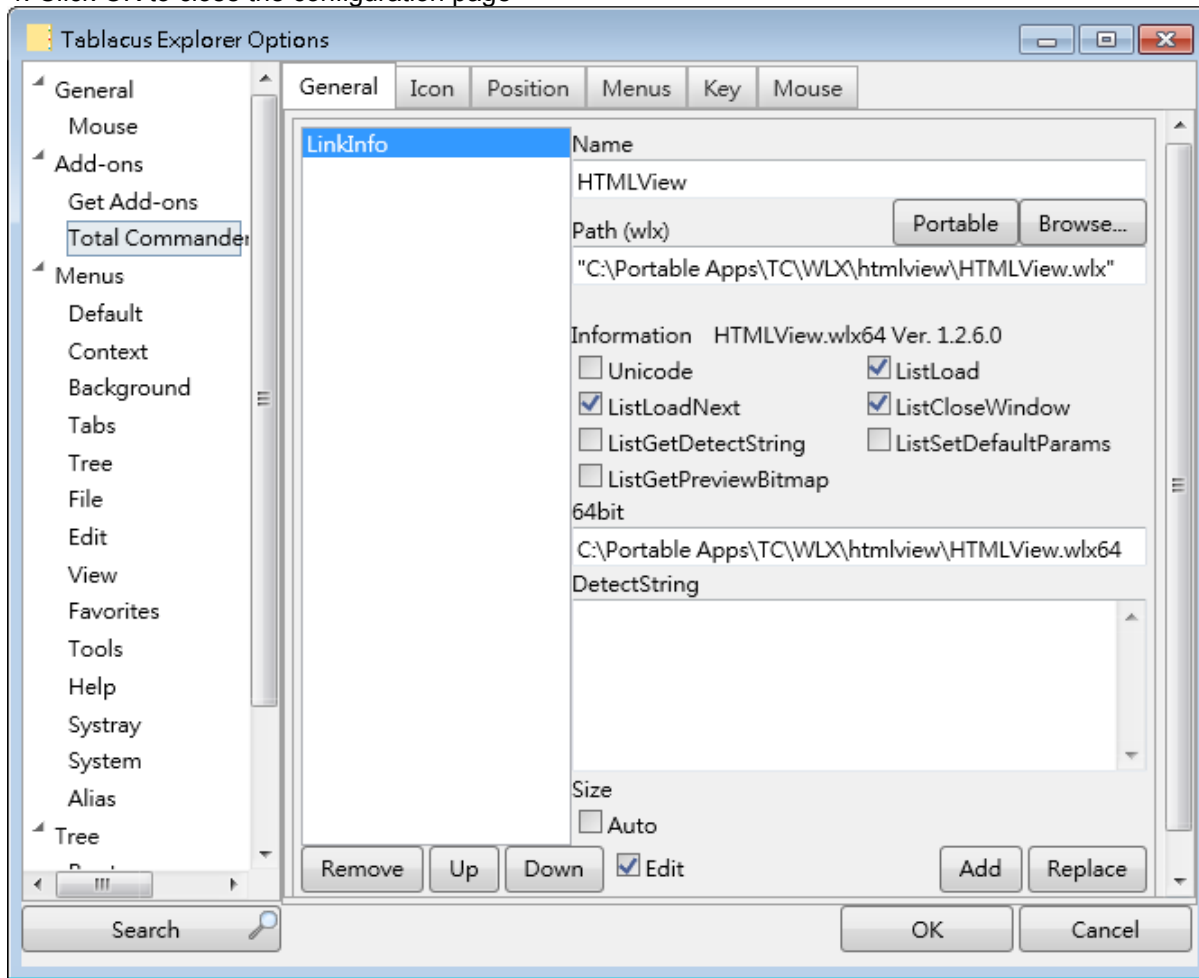 Tablacus Explorer Options
General
Mouse
Add-ons
Get Add-ons
Total Commander
Menus
Default
Context
Background
Tabs
Tree
File
Edit
View
Favorites
Tools
Help
Systray
System
Alias
Tree
Search
General Icon Position Menus Key Mouse
LinkInfo
Name
HTMLView
Path (wlx) Portable Browse...
"C:\Portable Apps\TC\WLX\htmlview\HTMLView.wlx"
Information HTMLView.wlx64 Ver. 1.2.6.0
Unicode ListLoad
ListLoadNext ListCloseWindow
ListGetDetectString ListSetDefaultParams
ListGetPreviewBitmap
64bit
C:\Portable Apps\TC\WLX\htmlview\HTMLView.wlx64
DetectString
Size
Auto
Remove Up Down Edit Add Replace
OK Cancel